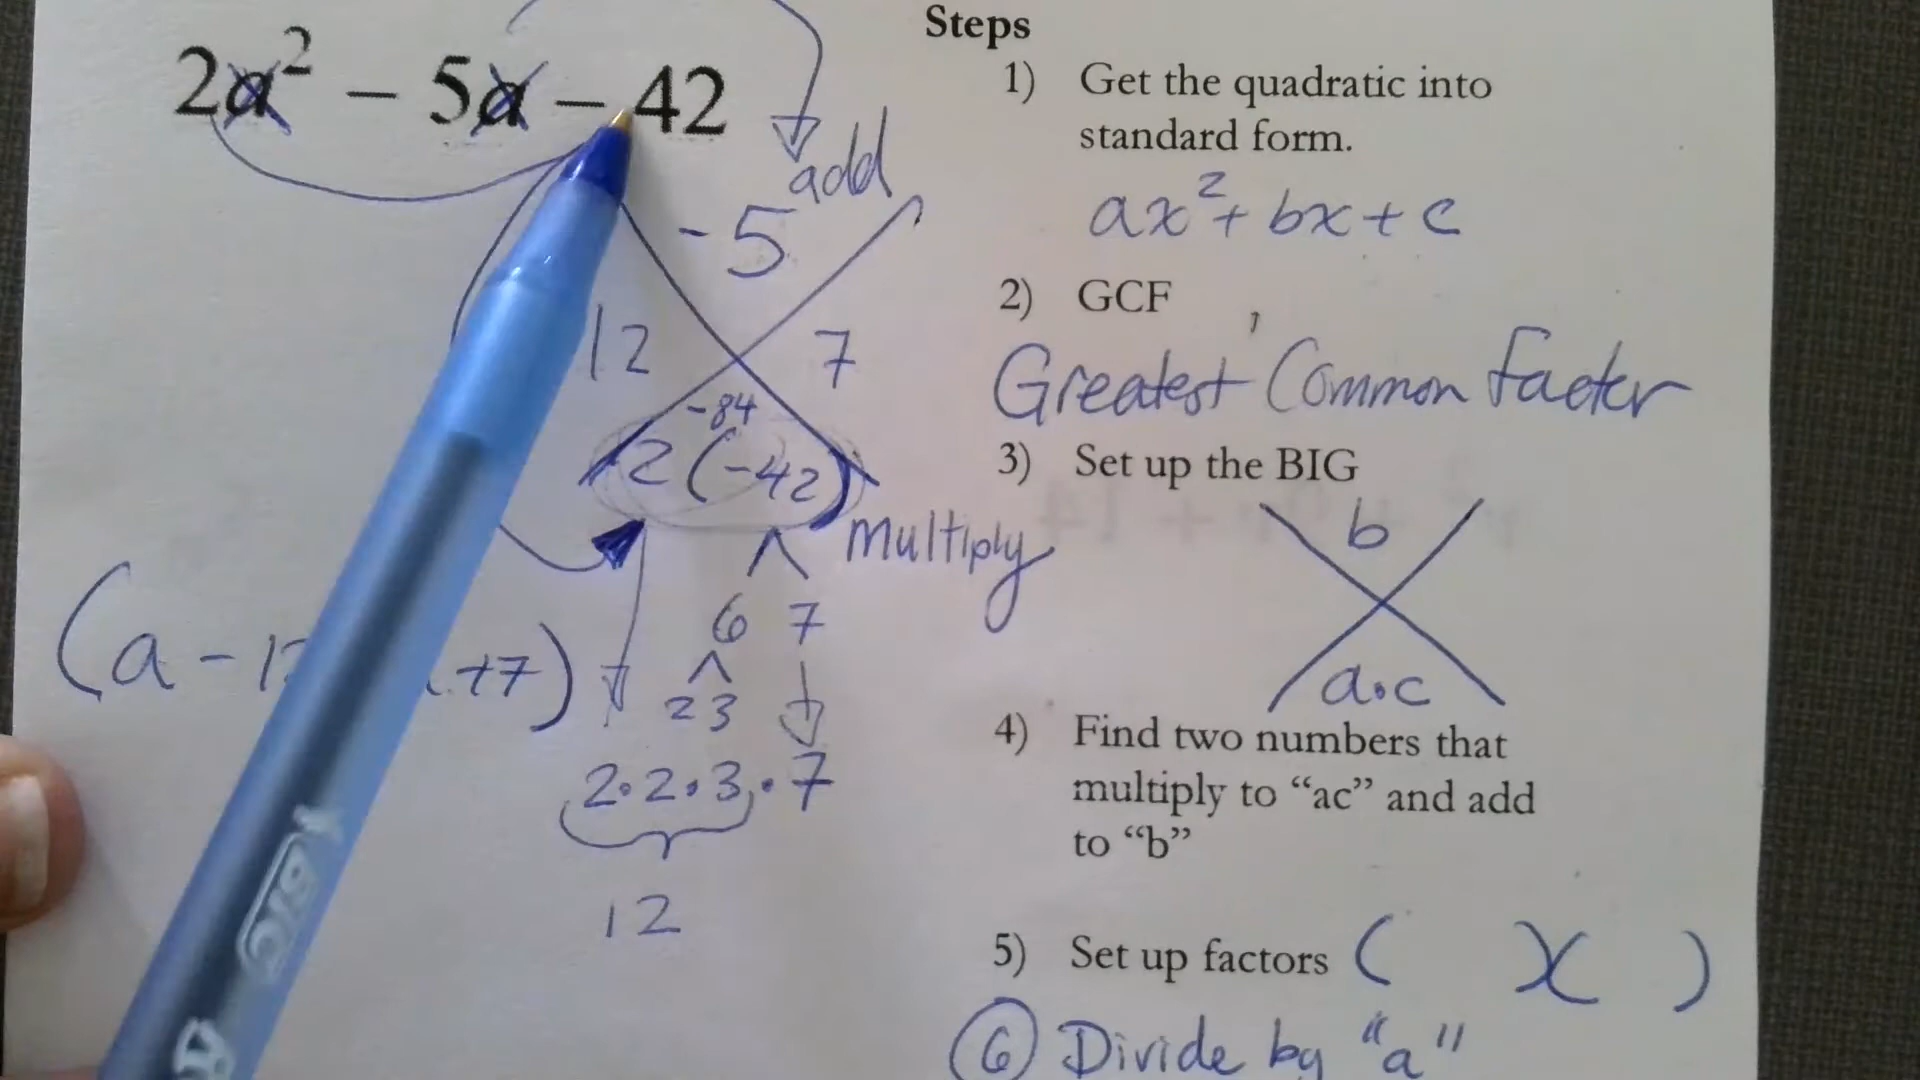 2a² – 5a – 42
add
-5
12 7
-84
2(-42)
Multiply
6 7
2 3
2·2·3·7
12
(a-1 +7)
BIC
Steps
1) Get the quadratic into
standard form.
ax²+bx+c
2) GCF
Greatest Common Factor
3) Set up the BIG
b
a·c
4) Find two numbers that
multiply to “ac” and add
to “b”
5) Set up factors ( X )
6 Divide by "a"